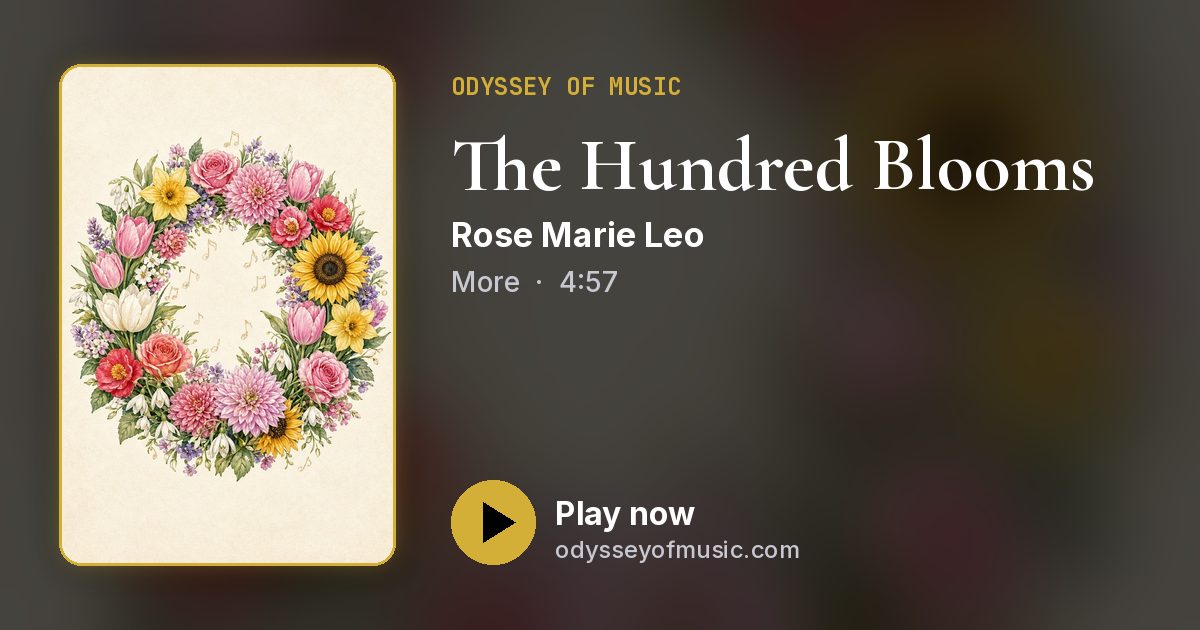 ODYSSEY OF MUSIC
The Hundred Blooms
Rose Marie Leo
More · 4:57
Play now
odysseyofmusic.com